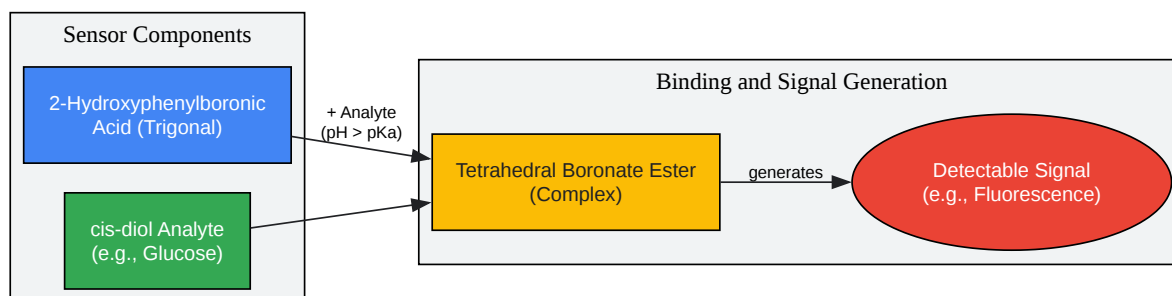 Sensor Components
2-Hydroxyphenylboronic
Acid (Trigonal)
cis-diol Analyte
(e.g., Glucose)
+ Analyte
(pH > pKa)
Binding and Signal Generation
Tetrahedral Boronate Ester
(Complex)
generates
Detectable Signal
(e.g., Fluorescence)